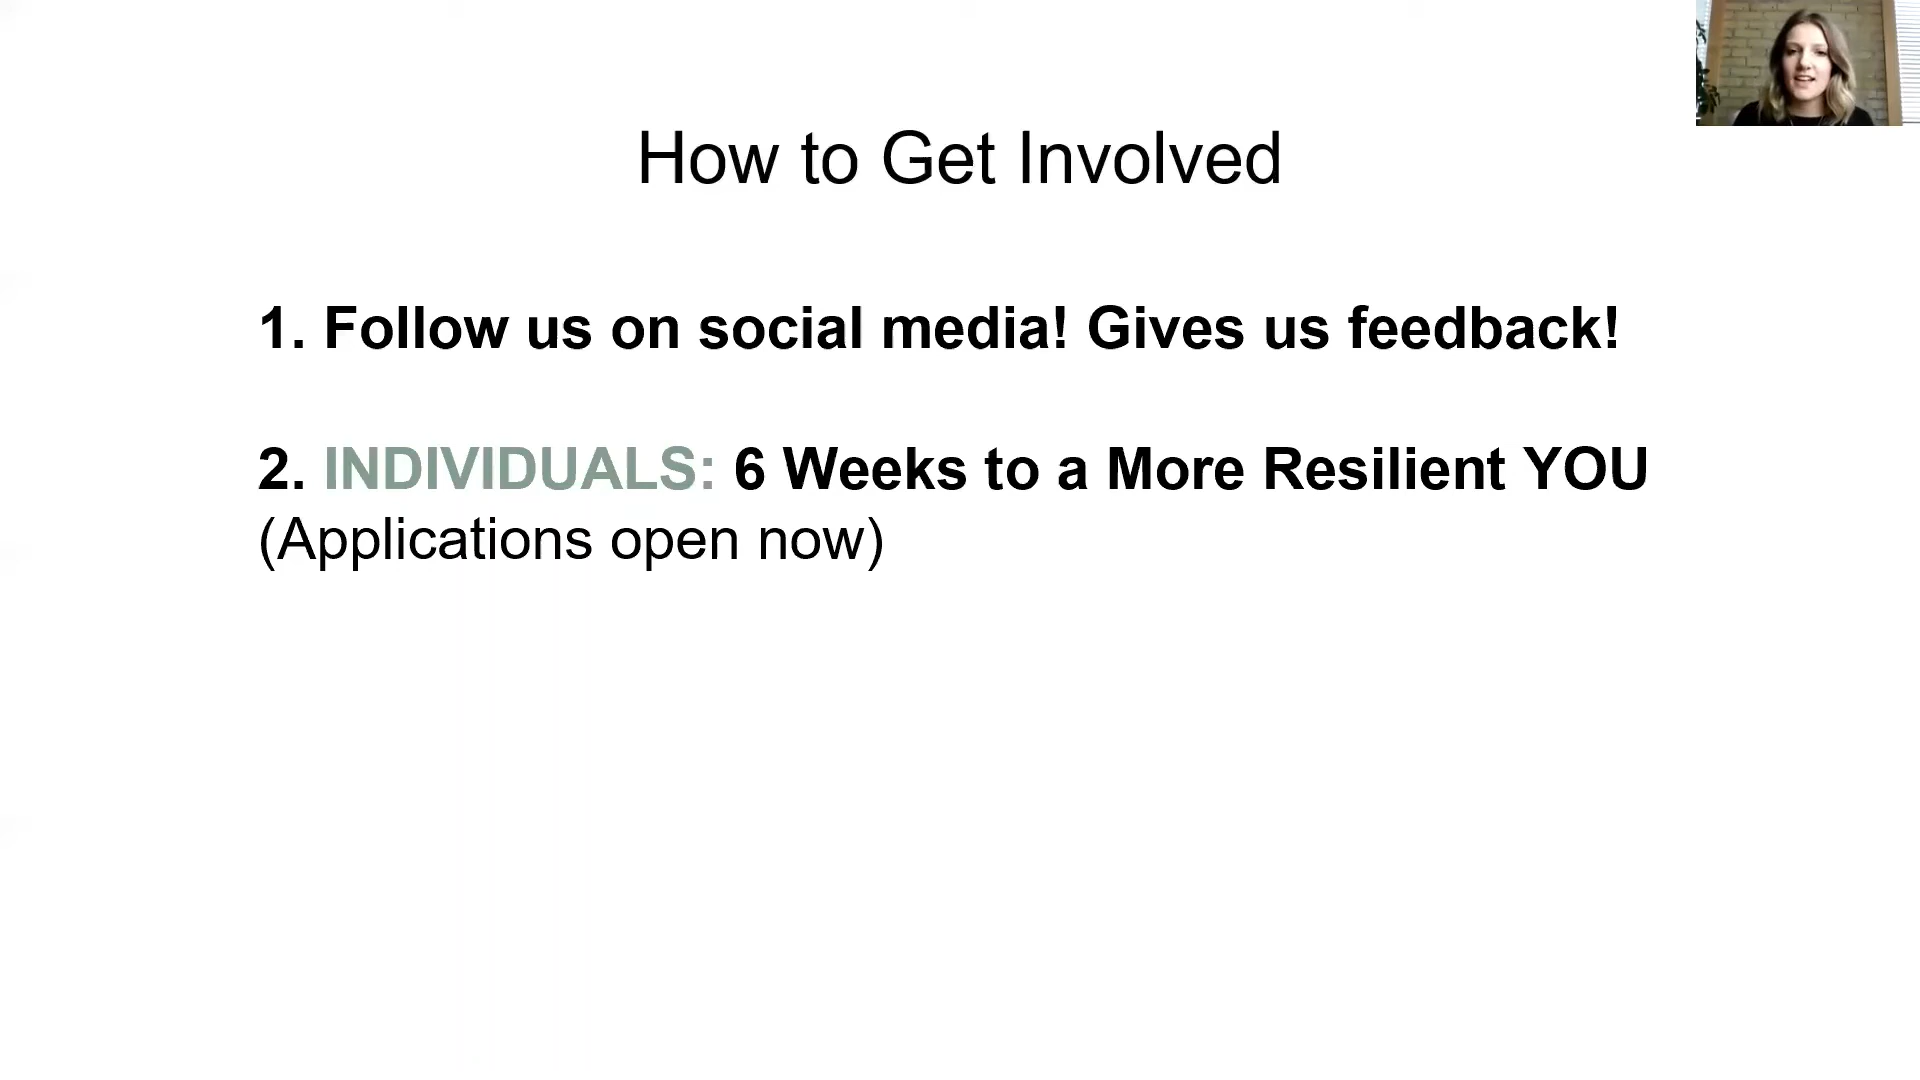 How to Get Involved
1. Follow us on social media! Gives us feedback!
2. INDIVIDUALS: 6 Weeks to a More Resilient YOU
(Applications open now)